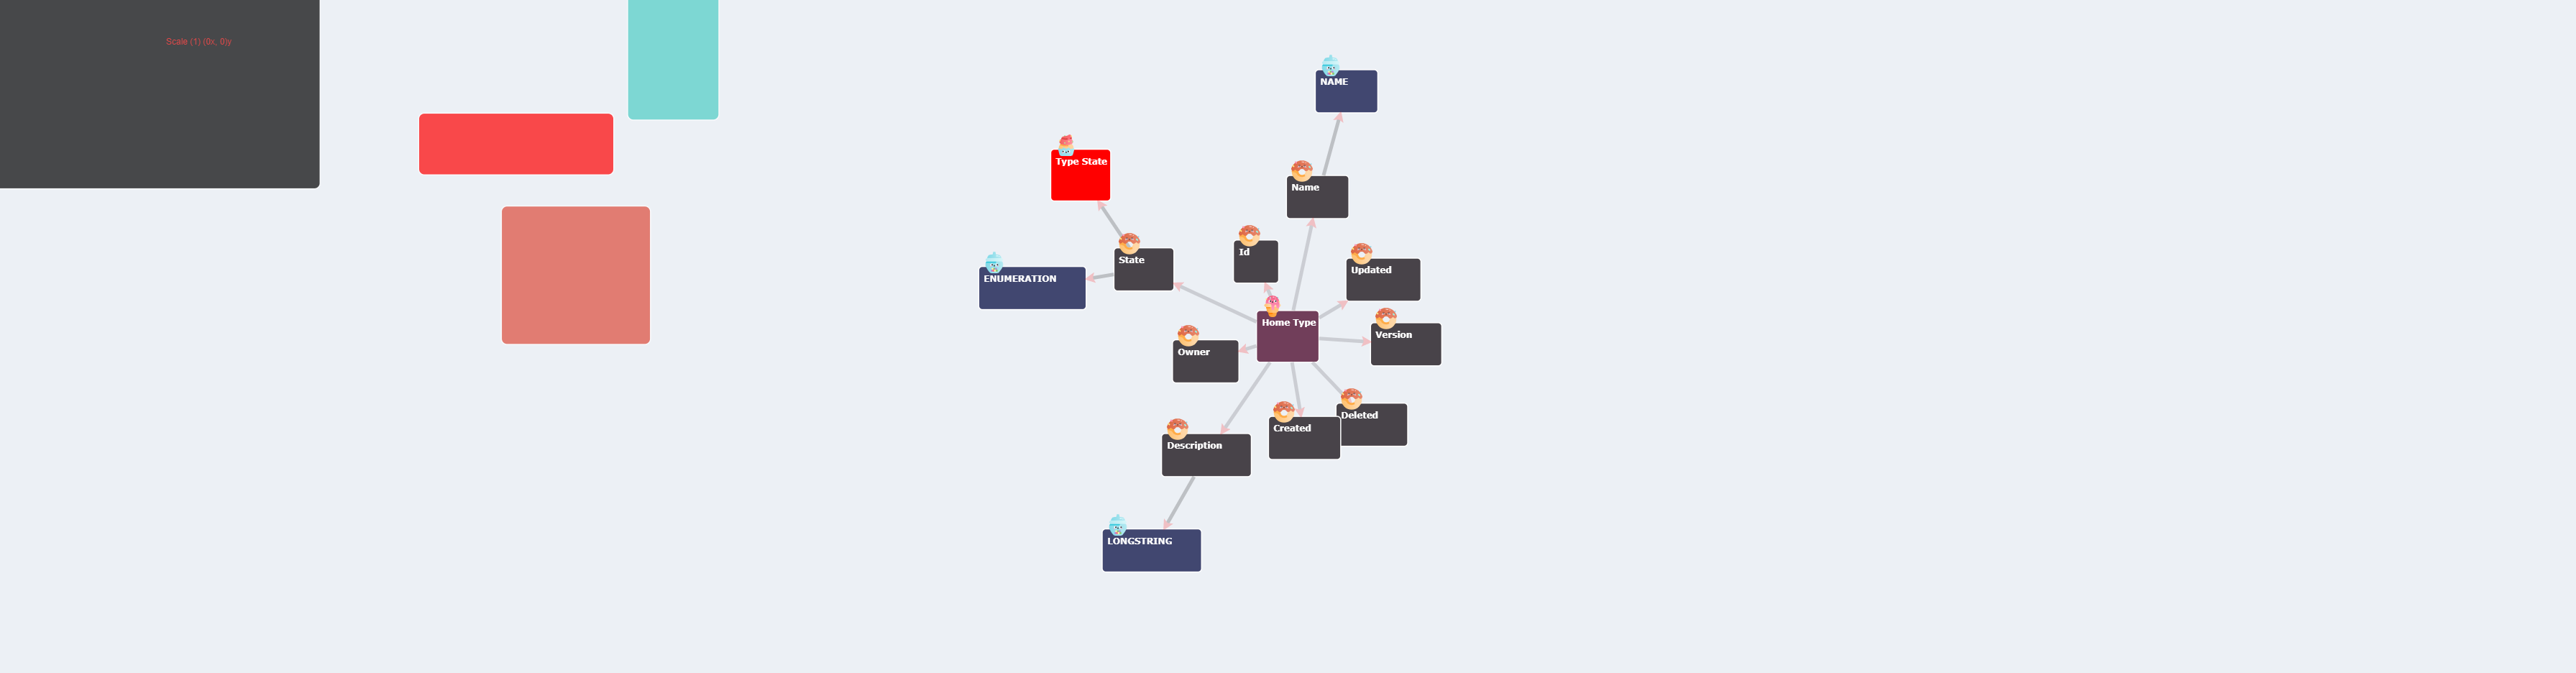 Scale (1) (0x, 0)y
NAME
Type State
Name
Id
State
Updated
ENUMERATION
Home Type
Version
Owner
Deleted
Created
Description
LONGSTRING